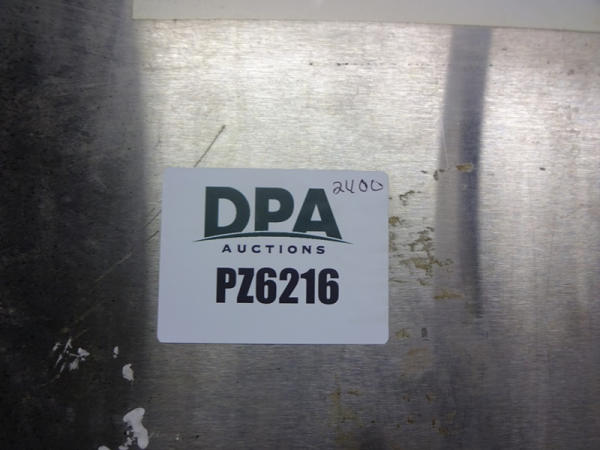 2400
DPA
AUCTIONS
PZ6216